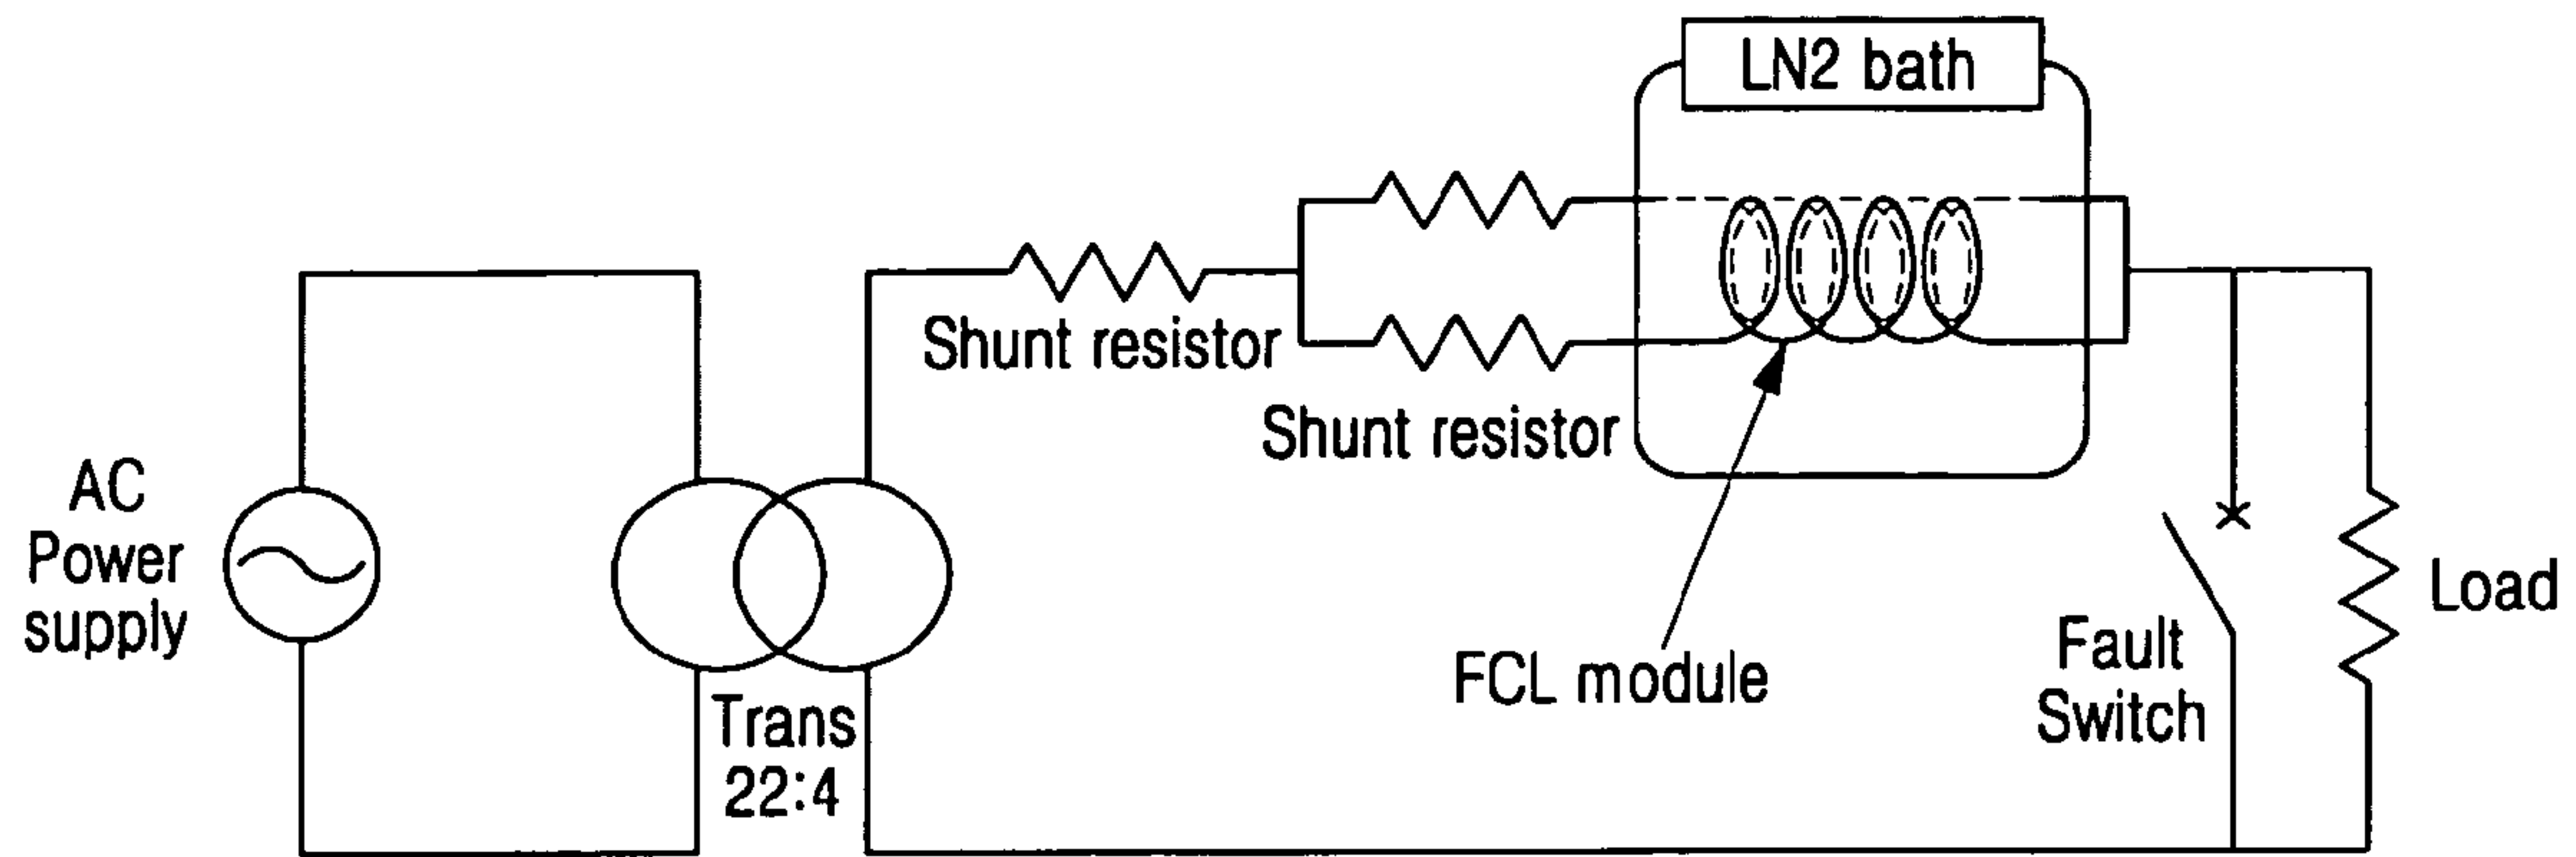 LN2 bath
Shunt resistor
Shunt resistor
AC
Power
supply
Trans
22:4
FCL module
Fault
Switch
Load